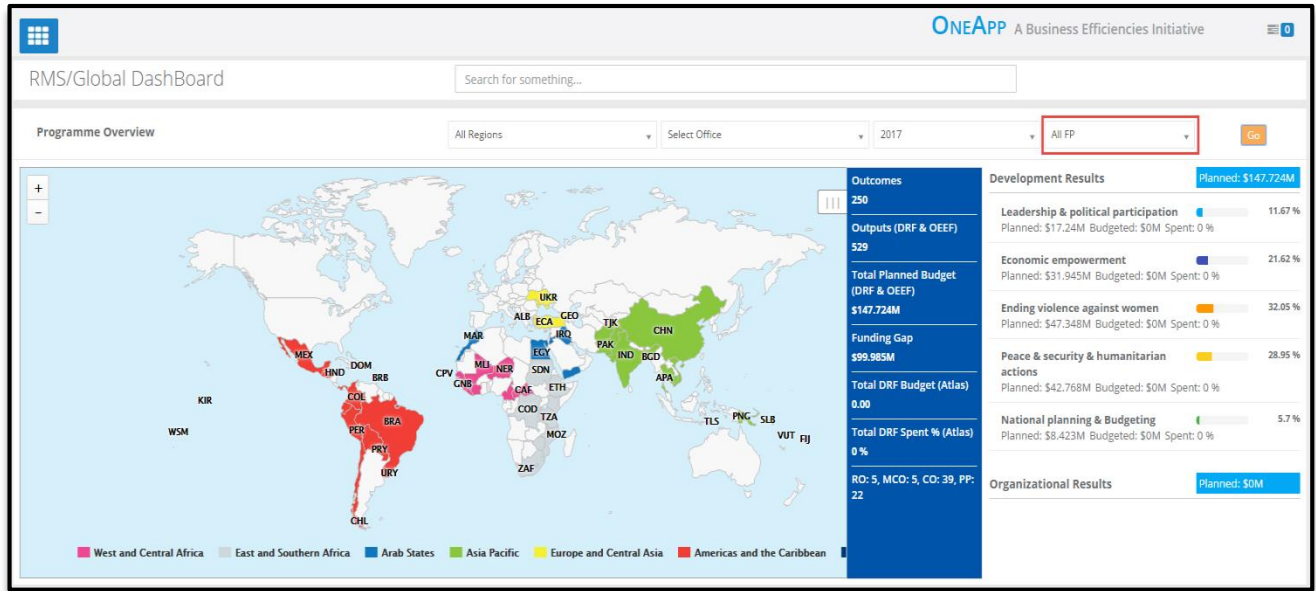 ONEAPP A Business Efficiencies Initiative
0
RMS/Global DashBoard
Search for something...
Programme Overview
All Regions
Select Office
2017
All FP
Go
+
−
UKR
ALB
ECA
GEO
TJK
CHN
MAR
IRQ
PAK
EGY
IND
BGD
MEX
DOM
HND
BRB
CPV
MLI
NER
SDN
APA
GNB
CAF
ETH
KIR
COL
COD
TZA
PNG
SLB
TLS
WSM
PER
BRA
MOZ
VUT
FIJ
PRY
ZAF
URY
CHL
West and Central Africa
East and Southern Africa
Arab States
Asia Pacific
Europe and Central Asia
Americas and the Caribbean
Outcomes
250
Outputs (DRF & OEEF)
529
Total Planned Budget
(DRF & OEEF)
$147.724M
Funding Gap
$99.985M
Total DRF Budget (Atlas)
0.00
Total DRF Spent % (Atlas)
0 %
RO: 5, MCO: 5, CO: 39, PP:
22
Development Results
Planned: $147.724M
Leadership & political participation
11.67 %
Planned: $17.24M Budgeted: $0M Spent: 0 %
Economic empowerment
21.62 %
Planned: $31.945M Budgeted: $0M Spent: 0 %
Ending violence against women
32.05 %
Planned: $47.348M Budgeted: $0M Spent: 0 %
Peace & security & humanitarian
28.95 %
actions
Planned: $42.768M Budgeted: $0M Spent: 0 %
National planning & Budgeting
5.7 %
Planned: $8.423M Budgeted: $0M Spent: 0 %
Organizational Results
Planned: $0M